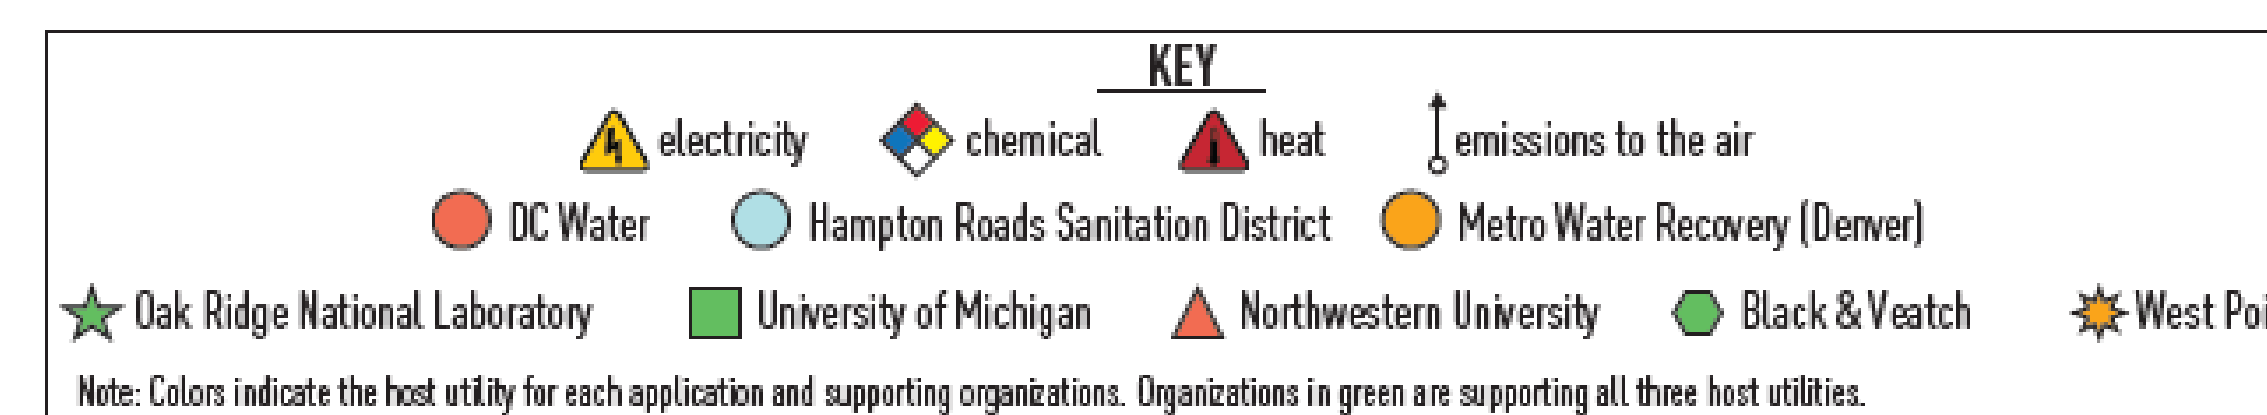 KEY
electricity chemical heat emissions to the air
DC Water Hampton Roads Sanitation District Metro Water Recovery (Denver)
Oak Ridge National Laboratory University of Michigan Northwestern University Black & Veatch West
Note: Colors indicate the host utility for each application and supporting organizations. Organizations in green are supporting all three host utilities.